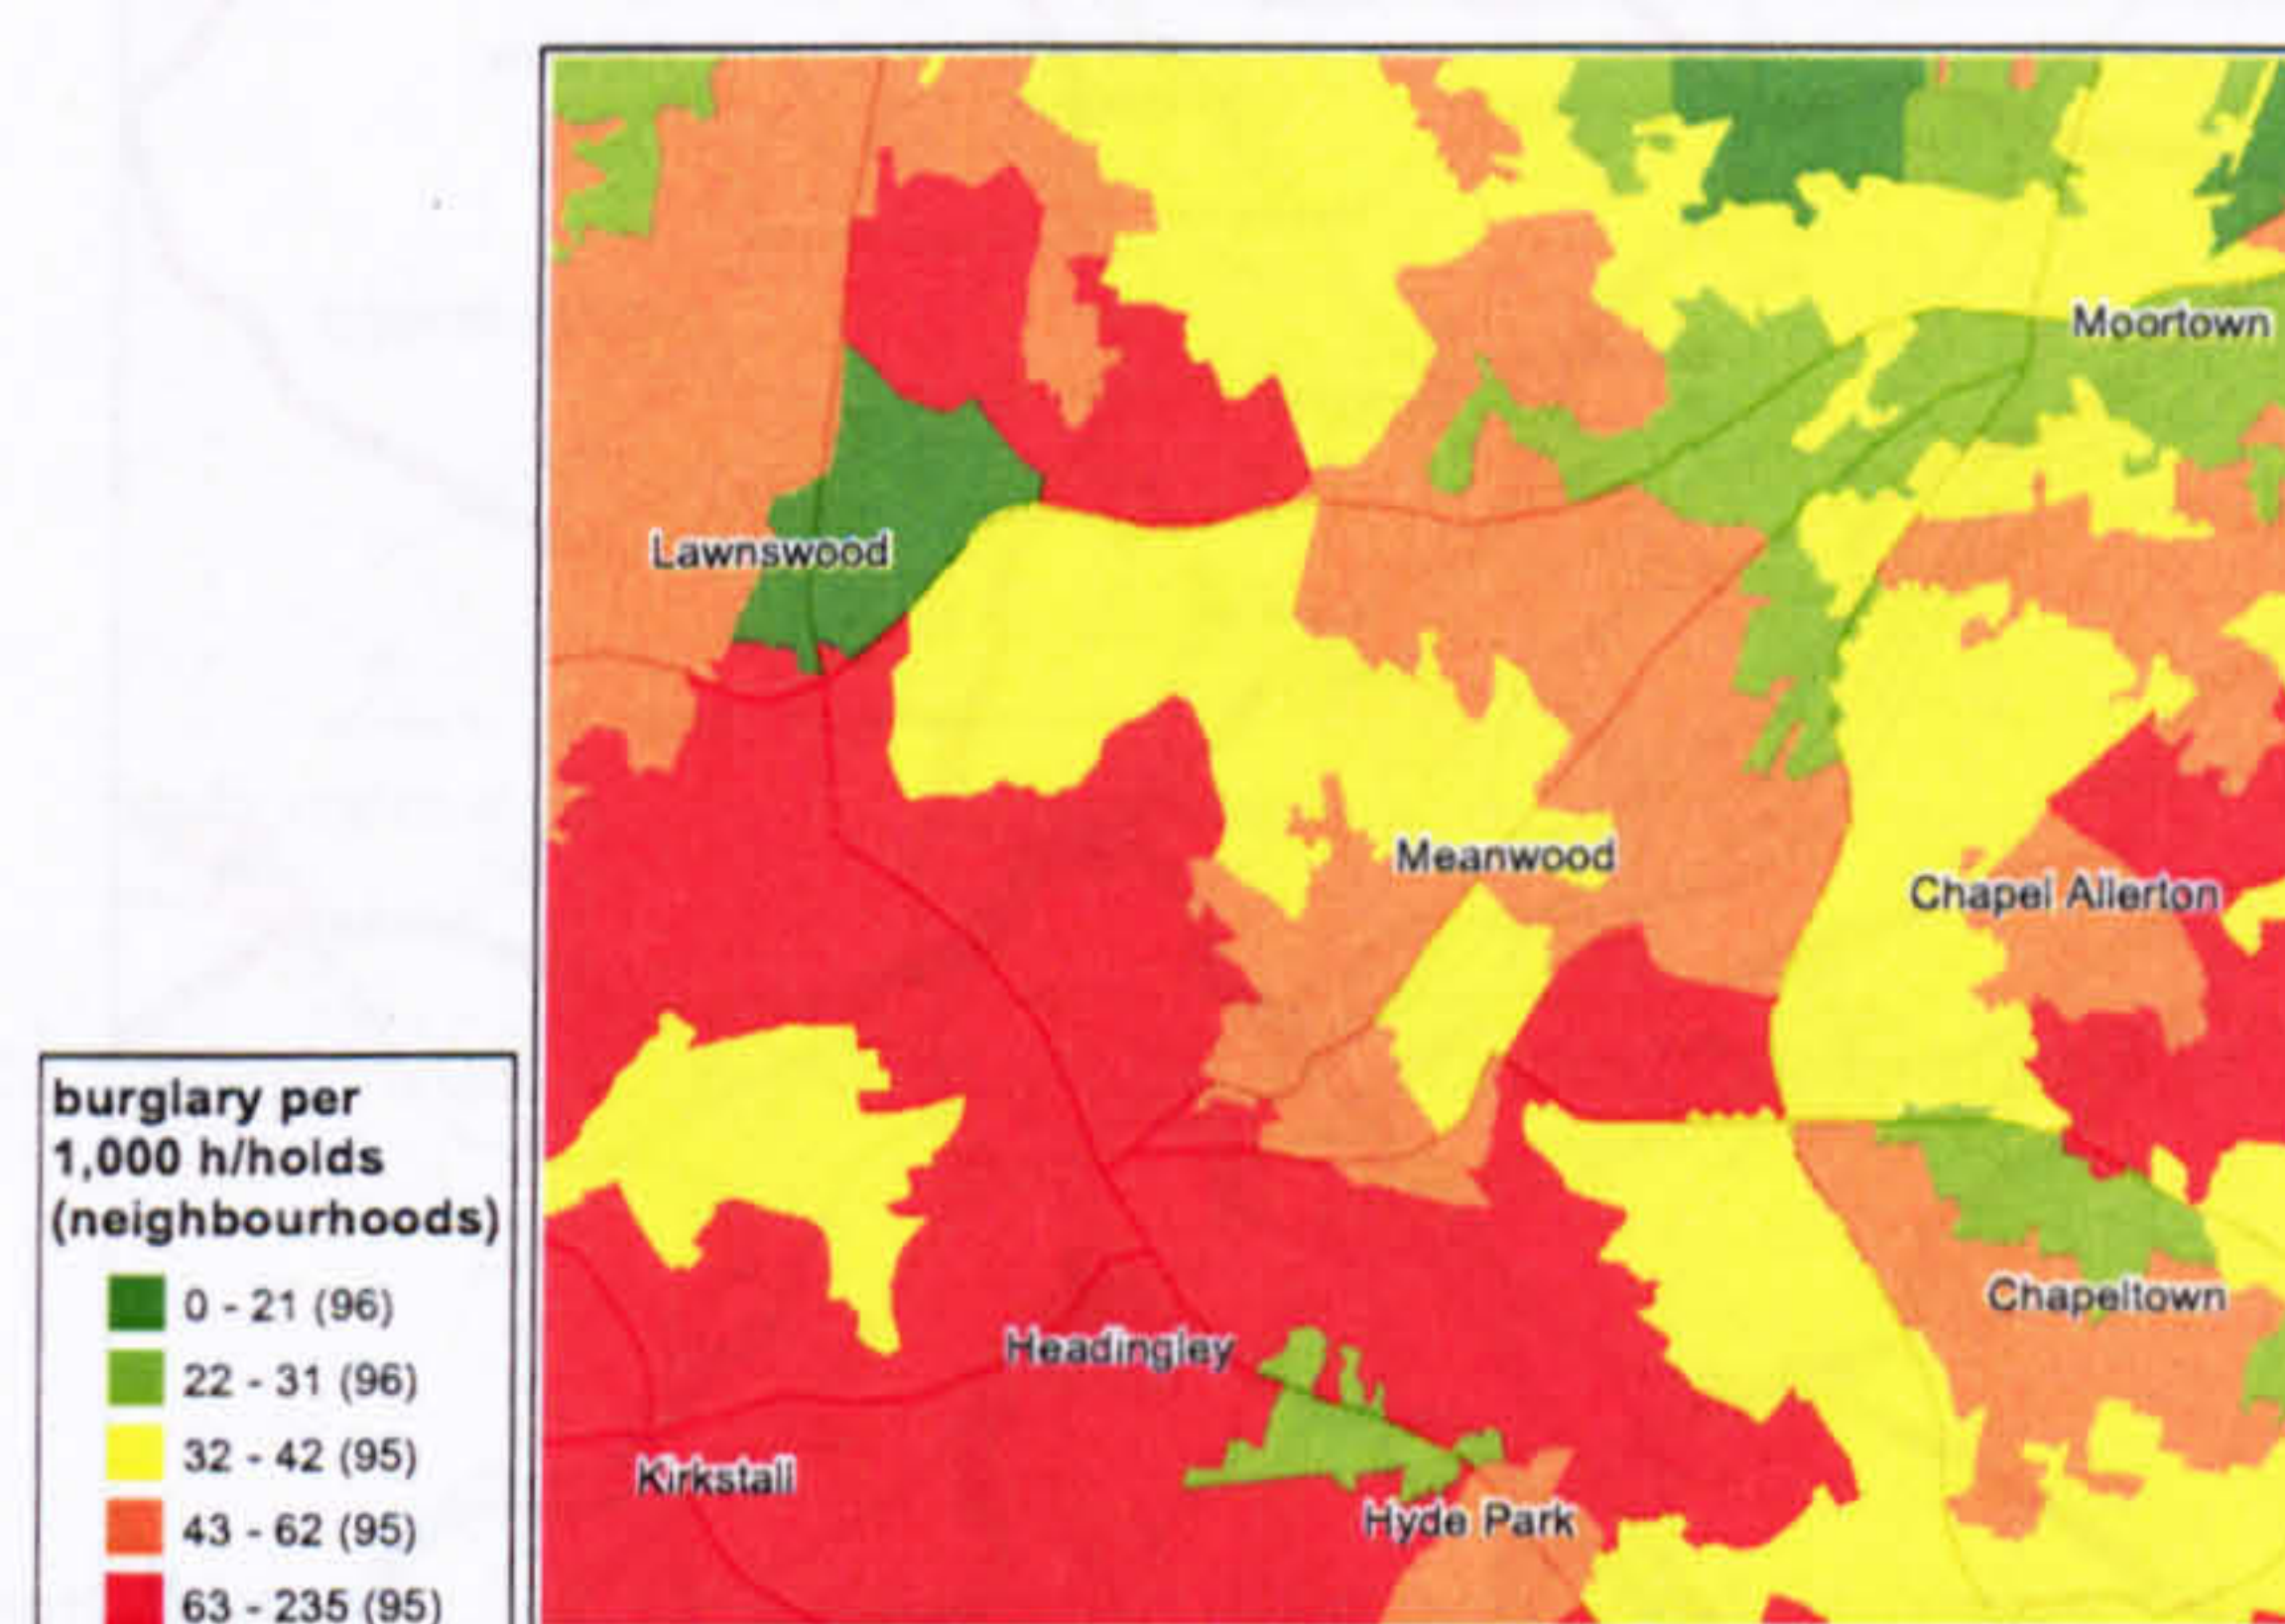 Moortown
Lawnswood
Meanwood
Chapel Allerton
burglary per
1,000 h/holds
(neighbourhoods)
0 - 21 (96)
22 - 31 (96)
32 - 42 (95)
43 - 62 (95)
63 - 235 (95)
Chapeltown
Headingley
Kirkstall
Hyde Park